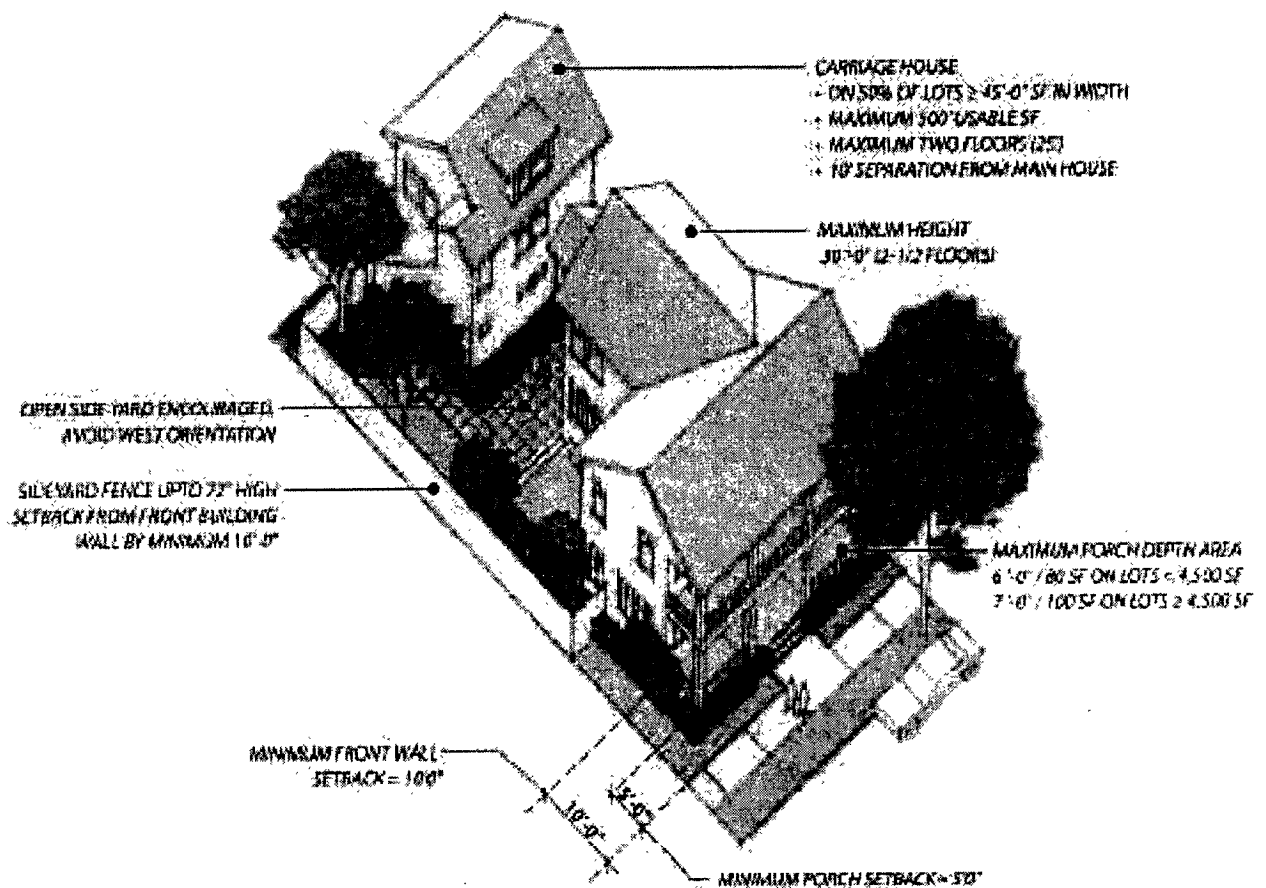 CARRIAGE HOUSE
+ ON 50% OF LOTS ≥ 45'-0" SF IN WIDTH
+ MAXIMUM 500 USABLE SF
+ MAXIMUM TWO FLOORS (25')
+ 10' SEPARATION FROM MAIN HOUSE
MAXIMUM HEIGHT
30'-0" (2-1/2 FLOORS)
OPEN SIDE YARD ENCOURAGED,
AVOID WEST ORIENTATION
SIDE YARD FENCE UP TO 72" HIGH
SETBACK FROM FRONT BUILDING
WALL BY MINIMUM 10'-0"
MAXIMUM PORCH DEPTH AREA
6'-0" / 80 SF ON LOTS < 4,500 SF
7'-0" / 100 SF ON LOTS ≥ 4,500 SF
MINIMUM FRONT WALL
SETBACK = 10'0"
5'-0"
10'-0"
MINIMUM PORCH SETBACK = 5'0"